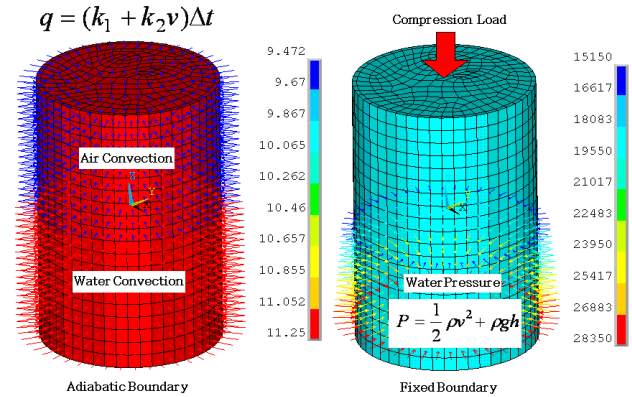 q = (k₁ + k₂v)Δt
Air Convection
Z
Y
Water Convection
Adiabatic Boundary
9.472
9.67
9.867
10.065
10.262
10.46
10.657
10.855
11.052
11.25
Compression Load
Water Pressure
P = 1/2 ρv² + ρgh
Fixed Boundary
15150
16617
18083
19550
21017
22483
23950
25417
26883
28350